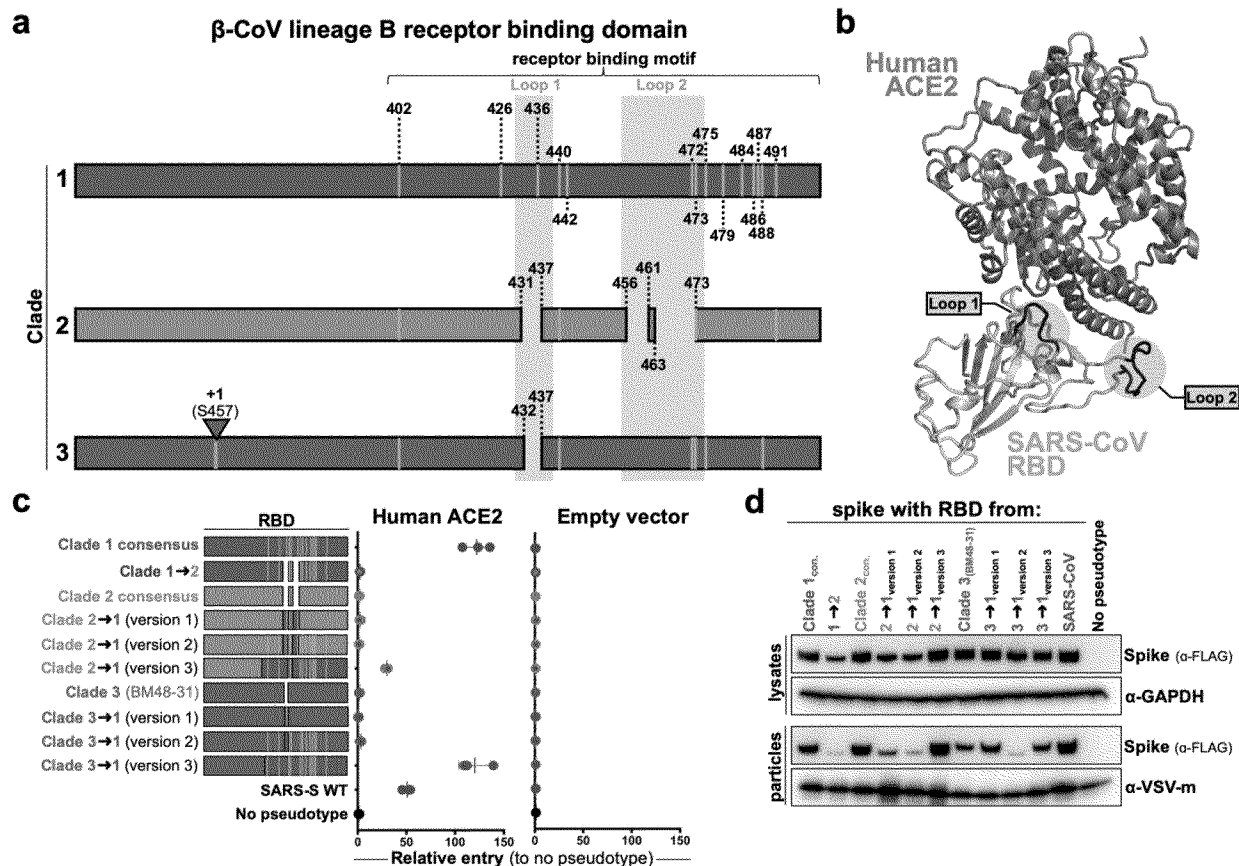 a
β-CoV lineage B receptor binding domain
receptor binding motif
Loop 1
Loop 2
402
426
436
440
442
472
473
475
479
484
486
487
488
491
Clade
1
431
437
456
461
463
473
2
+1
(S457)
432
437
3
b
Human
ACE2
Loop 1
Loop 2
SARS-CoV
RBD
c
RBD
Human ACE2
Empty vector
Clade 1 consensus
Clade 1➔2
Clade 2 consensus
Clade 2➔1 (version 1)
Clade 2➔1 (version 2)
Clade 2➔1 (version 3)
Clade 3 (BM48-31)
Clade 3➔1 (version 1)
Clade 3➔1 (version 2)
Clade 3➔1 (version 3)
SARS-S WT
No pseudotype
0 50 100 150
0 50 100 150
Relative entry (to no pseudotype)
d
spike with RBD from:
Clade 1con.
1➔2
Clade 2con.
2➔1version 1
2➔1version 2
2➔1version 3
Clade 3(BM48-31)
3➔1version 1
3➔1version 2
3➔1version 3
SARS-CoV
No pseudotype
lysates
Spike (α-FLAG)
α-GAPDH
particles
Spike (α-FLAG)
α-VSV-m